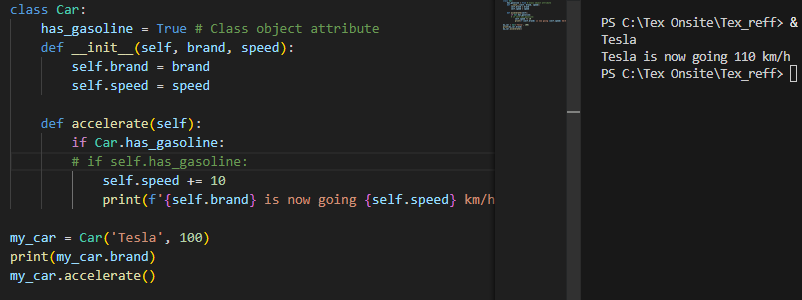 class Car:
    has_gasoline = True # Class object attribute
    def __init__(self, brand, speed):
        self.brand = brand
        self.speed = speed

    def accelerate(self):
        if Car.has_gasoline:
        # if self.has_gasoline:
            self.speed += 10
            print(f'{self.brand} is now going {self.speed} km/h

my_car = Car('Tesla', 100)
print(my_car.brand)
my_car.accelerate()
PS C:\Tex Onsite\Tex_reff> &
Tesla
Tesla is now going 110 km/h
PS C:\Tex Onsite\Tex_reff>